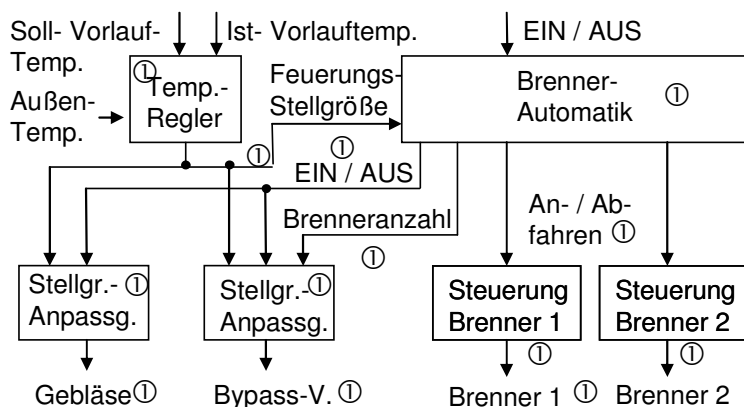 Soll- Vorlauf-
Temp.
Ist- Vorlauftemp.
EIN / AUS
Außen-
Temp.
①
Temp.-
Regler
Feuerungs-
Stellgröße
Brenner-
Automatik ①
①
①
EIN / AUS
Brenneranzahl
①
An- / Ab-
fahren ①
Stellgr.- ①
Anpassg.
Stellgr.- ①
Anpassg.
Steuerung
Brenner 1
Steuerung
Brenner 2
①
①
Gebläse ①
Bypass-V. ①
Brenner 1 ①
Brenner 2